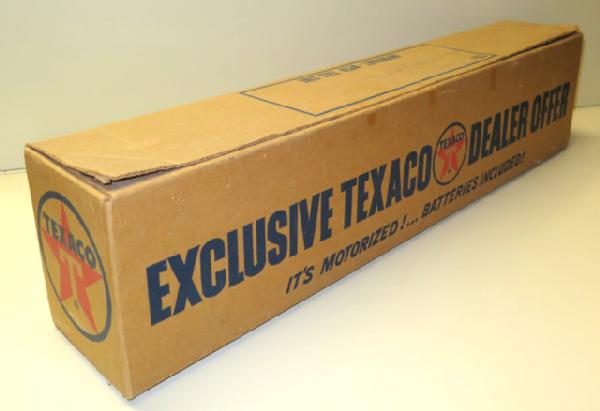 EXCLUSIVE TEXACO TEXACO T DEALER OFFER
IT'S MOTORIZED!... BATTERIES INCLUDED!
TEXACO
T